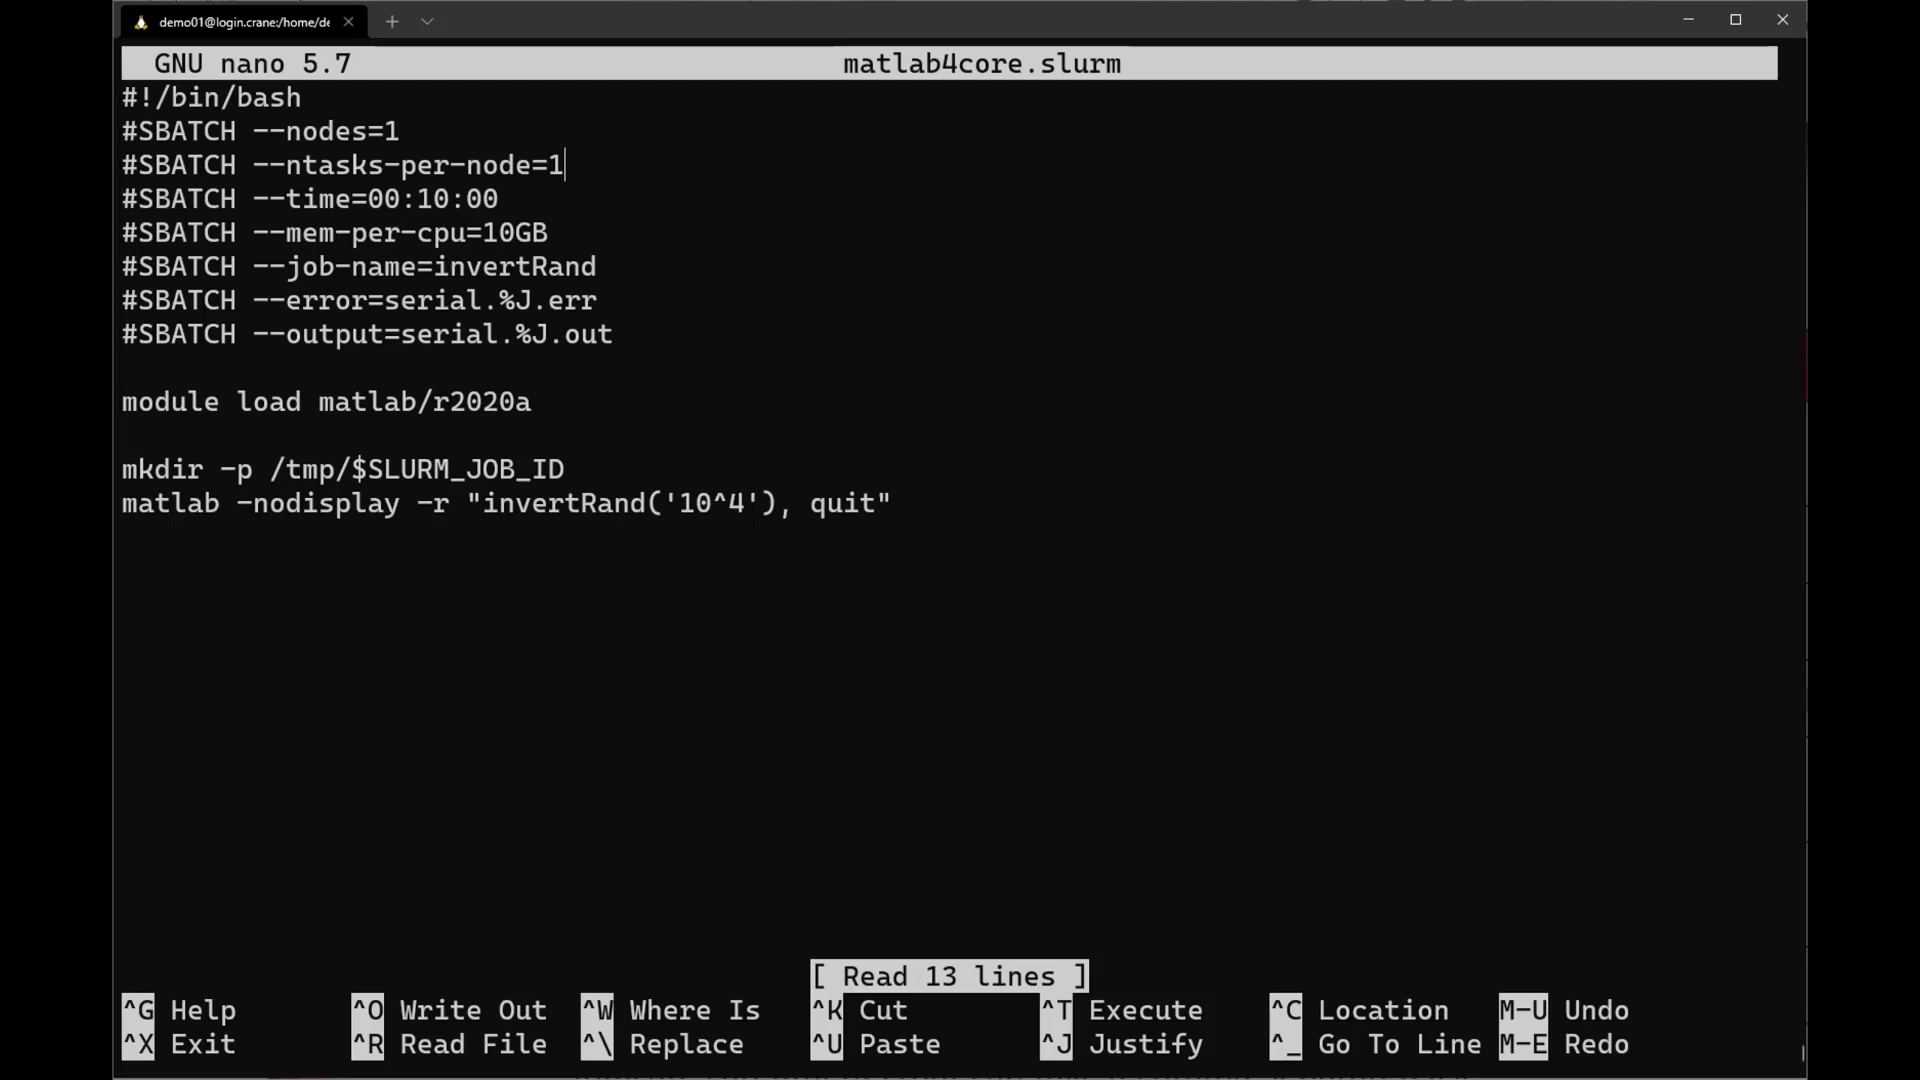 demo01@login.crane:/home/de
GNU nano 5.7 matlab4core.slurm
#!/bin/bash
#SBATCH --nodes=1
#SBATCH --ntasks-per-node=1
#SBATCH --time=00:10:00
#SBATCH --mem-per-cpu=10GB
#SBATCH --job-name=invertRand
#SBATCH --error=serial.%J.err
#SBATCH --output=serial.%J.out
module load matlab/r2020a
mkdir -p /tmp/$SLURM_JOB_ID
matlab -nodisplay -r "invertRand('10^4'), quit"
[ Read 13 lines ]
^G Help ^O Write Out ^W Where Is ^K Cut ^T Execute ^C Location M-U Undo
^X Exit ^R Read File ^\ Replace ^U Paste ^J Justify ^_ Go To Line M-E Redo